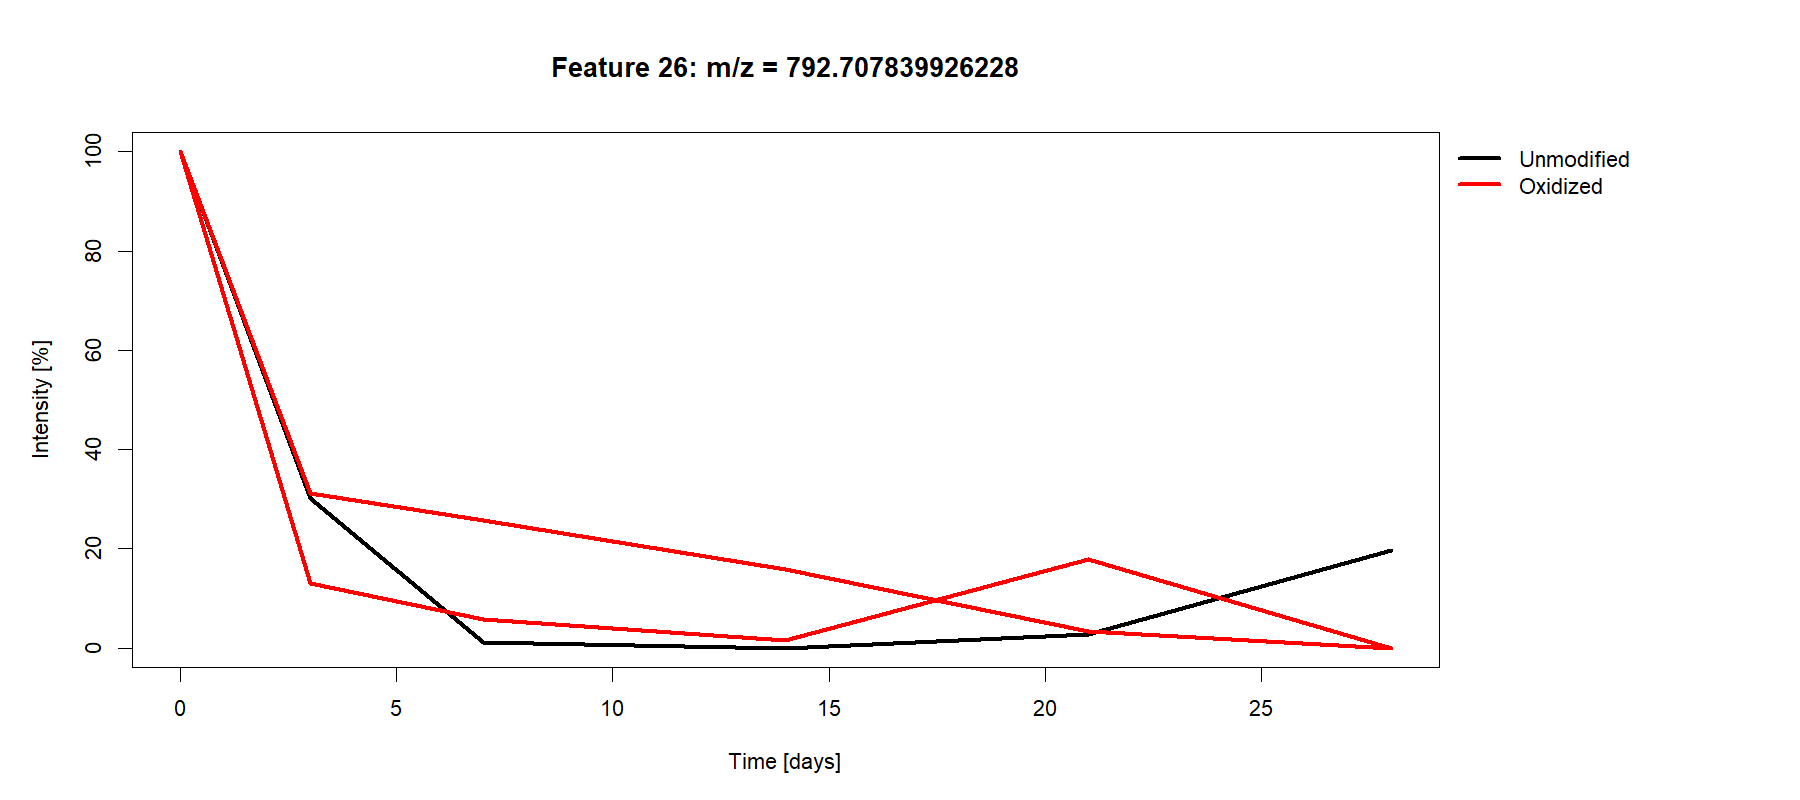 Feature 26: m/z = 792.707839926228
Unmodified
Oxidized
Intensity [%]
100
80
60
40
20
0
0 5 10 15 20 25
Time [days]